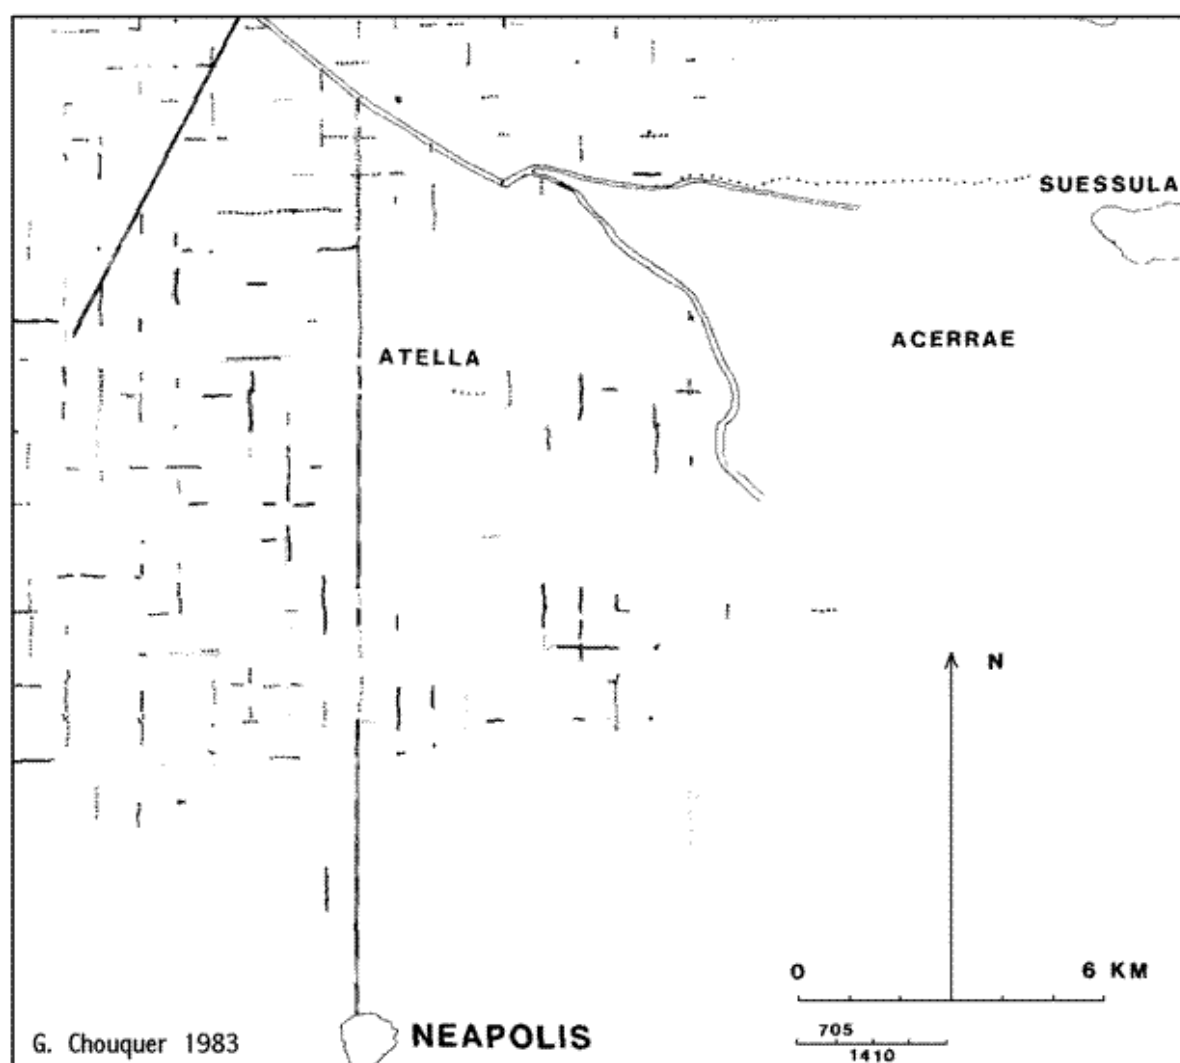 SUESSULA
ACERRAE
ATELLA
N
0 6 KM
705
1410
NEAPOLIS
G. Chouquer 1983